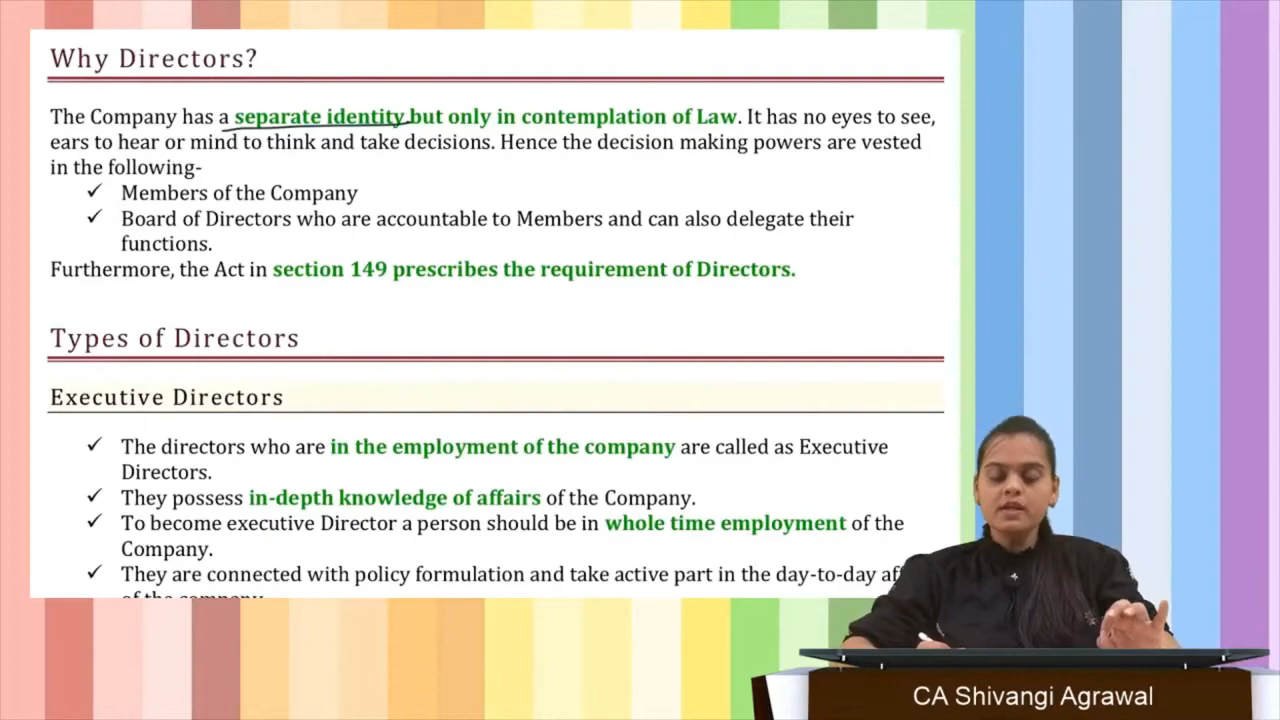 Why Directors?
The Company has a separate identity but only in contemplation of Law. It has no eyes to see,
ears to hear or mind to think and take decisions. Hence the decision making powers are vested
in the following-
✓ Members of the Company
✓ Board of Directors who are accountable to Members and can also delegate their
functions.
Furthermore, the Act in section 149 prescribes the requirement of Directors.
Types of Directors
Executive Directors
✓ The directors who are in the employment of the company are called as Executive
Directors.
✓ They possess in-depth knowledge of affairs of the Company.
✓ To become executive Director a person should be in whole time employment of the
Company.
✓ They are connected with policy formulation and take active part in the day-to-day
CA Shivangi Agrawal